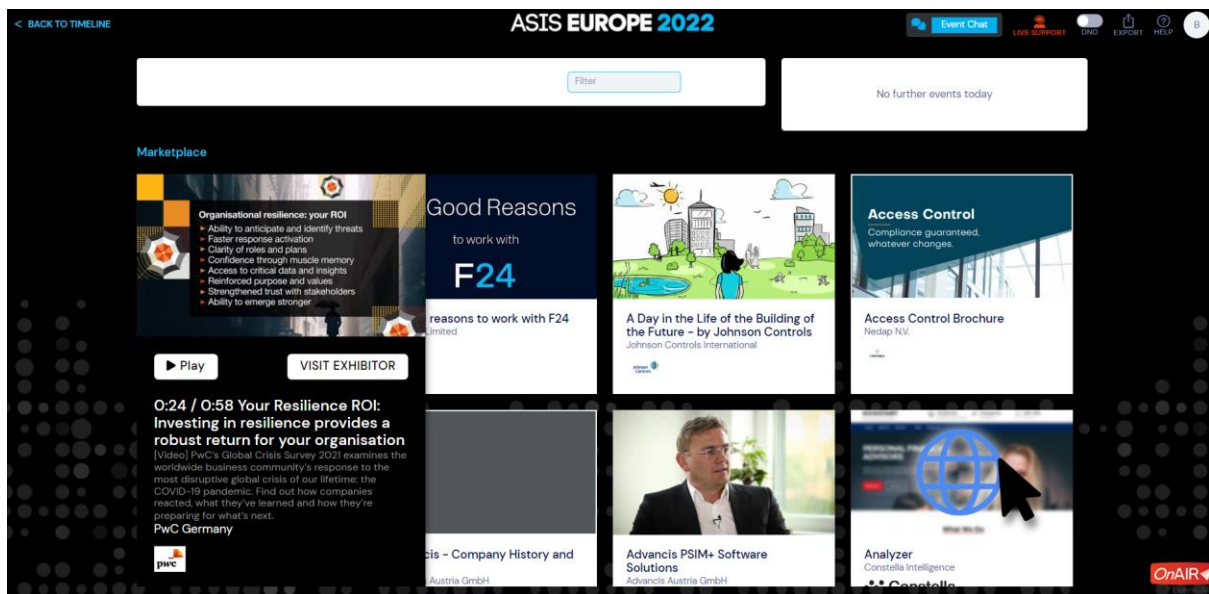 < BACK TO TIMELINE
ASIS EUROPE 2022
Event Chat
LIVE SUPPORT
DND
EXPORT
HELP
B
Filter
No further events today
Marketplace
Organisational resilience: your ROI
Ability to anticipate and identify threats
Faster response activation
Clarity of roles and plans
Confidence through muscle memory
Access to critical data and insights
Reinforced purpose and values
Strengthened trust with stakeholders
Ability to emerge stronger
Play
VISIT EXHIBITOR
0:24 / 0:58 Your Resilience ROI:
Investing in resilience provides a
robust return for your organisation
[Video] PwC's Global Crisis Survey 2021 examines the
worldwide business community's response to the
most disruptive global crisis of our lifetime: the
COVID-19 pandemic. Find out how companies
reacted, what they've learned and how they're
preparing for what's next.
PwC Germany
pwc
Good Reasons
to work with
F24
reasons to work with F24
Limited
A Day in the Life of the Building of
the Future - by Johnson Controls
Johnson Controls International
Johnson
Controls
Access Control
Compliance guaranteed,
whatever changes.
Access Control Brochure
Nedap N.V.
cis - Company History and
Austria GmbH
Advancis PSIM+ Software
Solutions
Advancis Austria GmbH
PERSONAL
ADVISORS
What We Do
Analyzer
Constella Intelligence
Constella
OnAIR